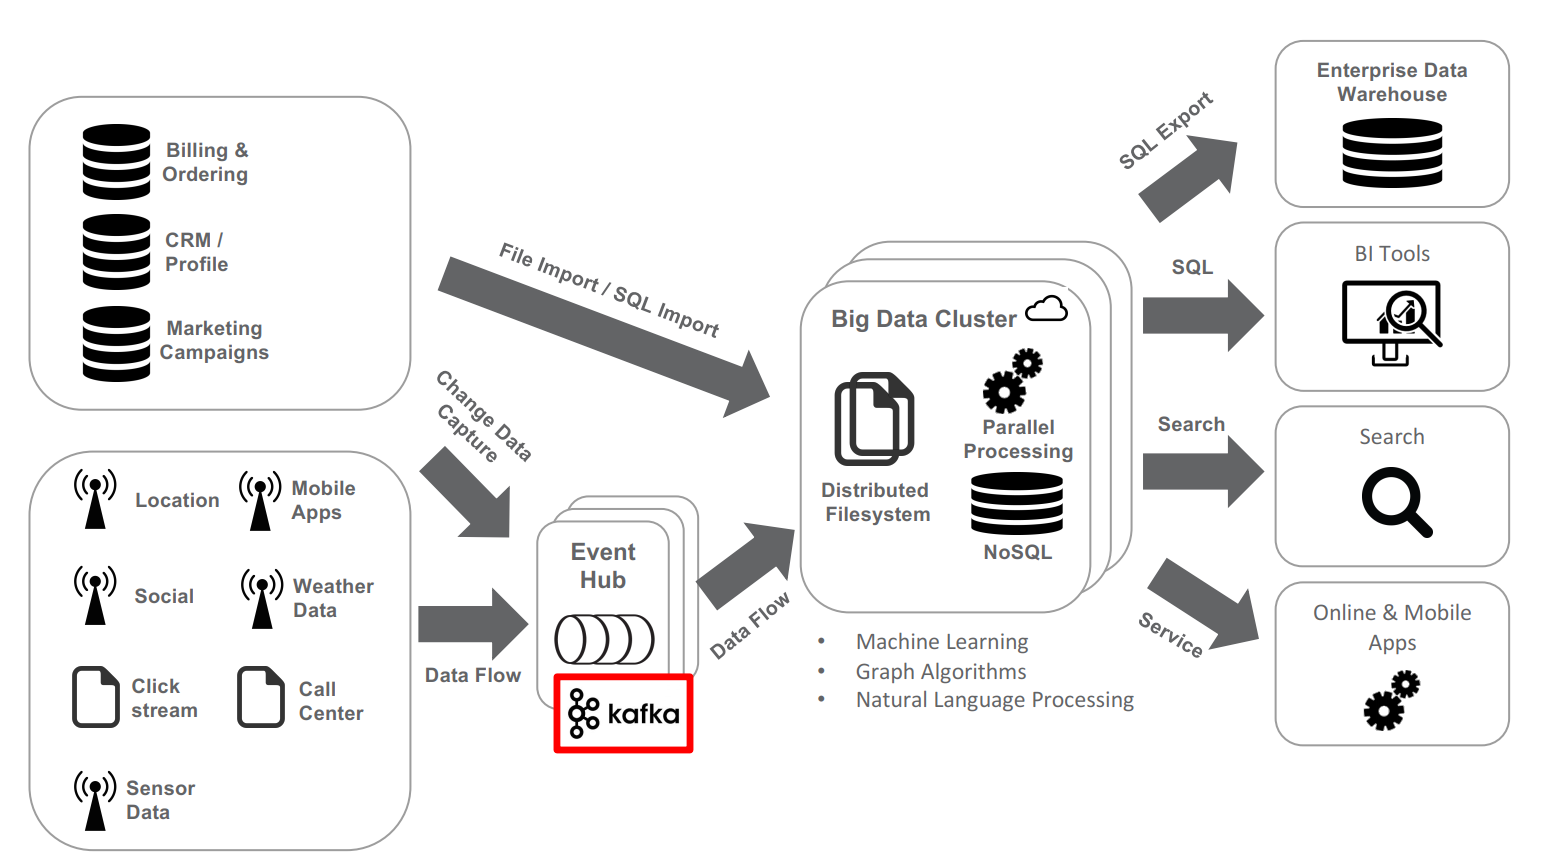 Billing &
Ordering
CRM /
Profile
Marketing
Campaigns
Location
Mobile
Apps
Social
Weather
Data
Click
stream
Call
Center
Sensor
Data
File Import / SQL Import
Change Data
Capture
Data Flow
Event
Hub
kafka
Data Flow
Big Data Cluster
Parallel
Processing
Distributed
Filesystem
NoSQL
• Machine Learning
• Graph Algorithms
• Natural Language Processing
SQL Export
SQL
Search
Service
Enterprise Data
Warehouse
BI Tools
Search
Online & Mobile
Apps